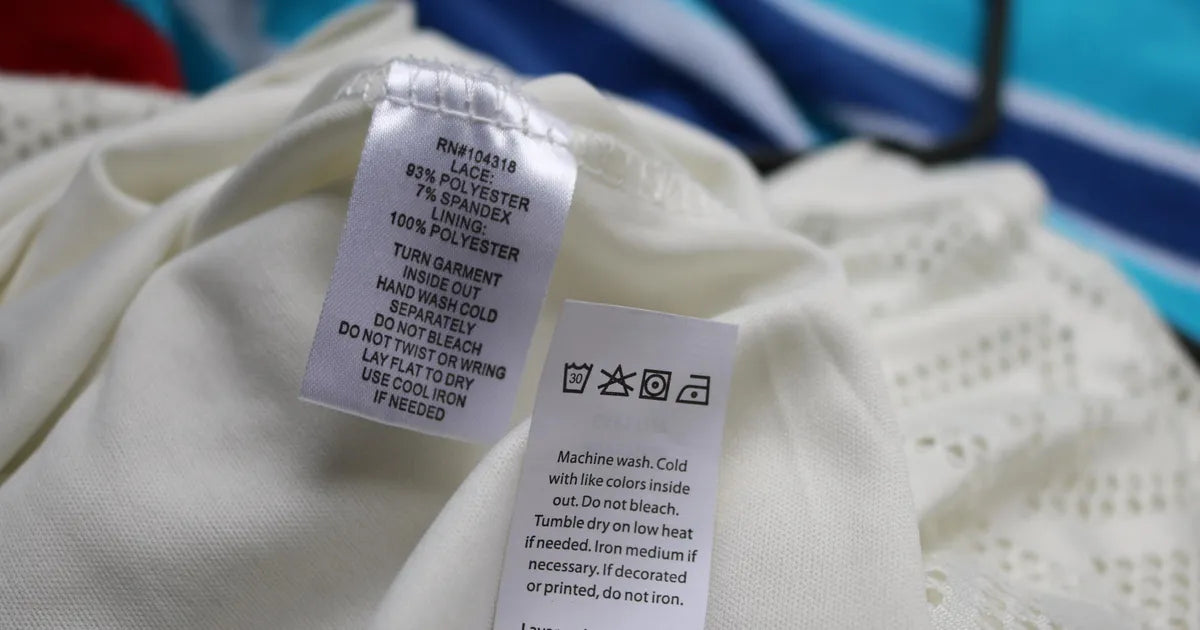 RN#104318
LACE:
93% POLYESTER
7% SPANDEX
LINING:
100% POLYESTER
TURN GARMENT
INSIDE OUT
HAND WASH COLD
SEPARATELY
DO NOT BLEACH
DO NOT TWIST OR WRING
LAY FLAT TO DRY
USE COOL IRON
IF NEEDED
30
Machine wash. Cold
with like colors inside
out. Do not bleach.
Tumble dry on low heat
if needed. Iron medium if
necessary. If decorated
or printed, do not iron.